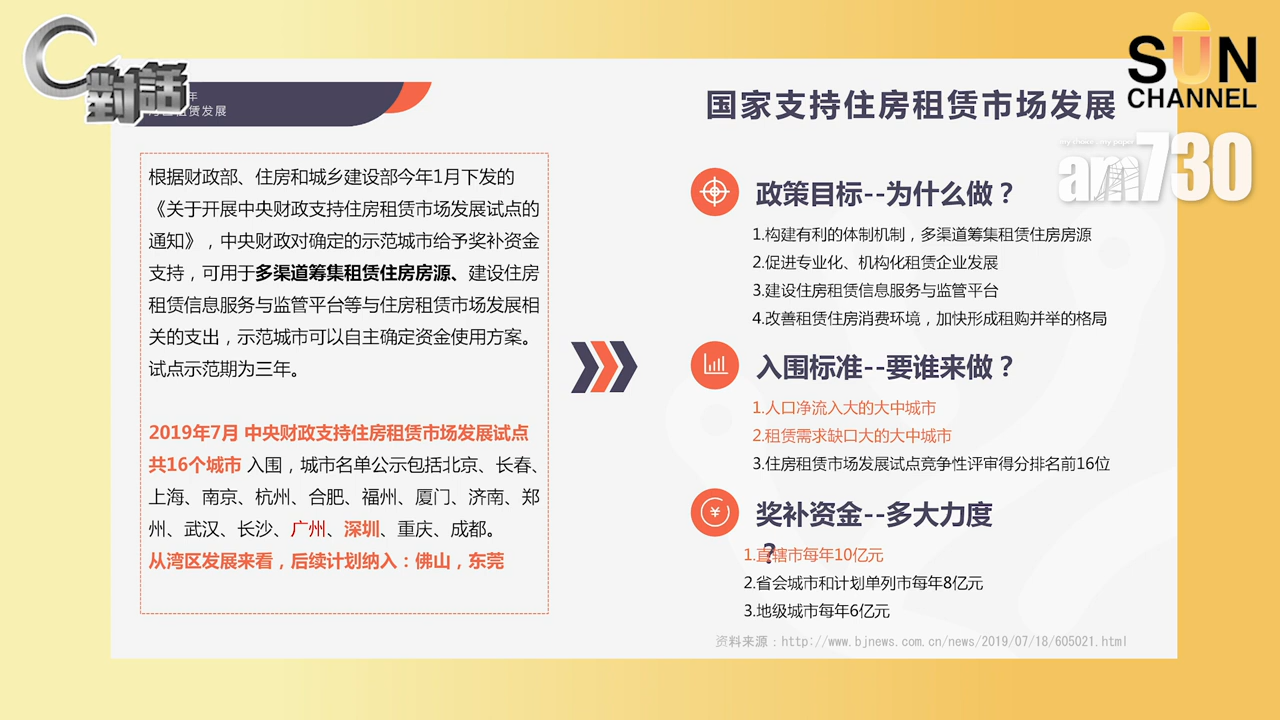 C對話
SUN
CHANNEL
my choice . my paper
am730
年
租赁发展
国家支持住房租赁市场发展
根据财政部、住房和城乡建设部今年1月下发的
《关于开展中央财政支持住房租赁市场发展试点的
通知》，中央财政对确定的示范城市给予奖补资金
支持，可用于多渠道筹集租赁住房房源、建设住房
租赁信息服务与监管平台等与住房租赁市场发展相
关的支出，示范城市可以自主确定资金使用方案。
试点示范期为三年。
2019年7月 中央财政支持住房租赁市场发展试点
共16个城市 入围，城市名单公示包括北京、长春、
上海、南京、杭州、合肥、福州、厦门、济南、郑
州、武汉、长沙、广州、深圳、重庆、成都。
从湾区发展来看，后续计划纳入：佛山，东莞
政策目标--为什么做？
1.构建有利的体制机制，多渠道筹集租赁住房房源
2.促进专业化、机构化租赁企业发展
3.建设住房租赁信息服务与监管平台
4.改善租赁住房消费环境，加快形成租购并举的格局
入围标准--要谁来做？
1.人口净流入大的大中城市
2.租赁需求缺口大的大中城市
3.住房租赁市场发展试点竞争性评审得分排名前16位
¥
奖补资金--多大力度
？
1.直辖市每年10亿元
2.省会城市和计划单列市每年8亿元
3.地级城市每年6亿元
资料来源：http://www.bjnews.com.cn/news/2019/07/18/605021.html